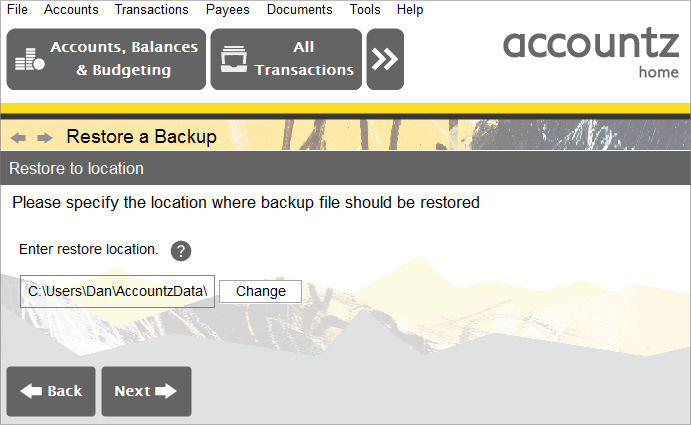 File Accounts Transactions Payees Documents Tools Help
Accounts, Balances
& Budgeting
All
Transactions
accountz
home
Restore a Backup
Restore to location
Please specify the location where backup file should be restored
Enter restore location. ?
C:\Users\Dan\AccountzData\ Change
Back Next